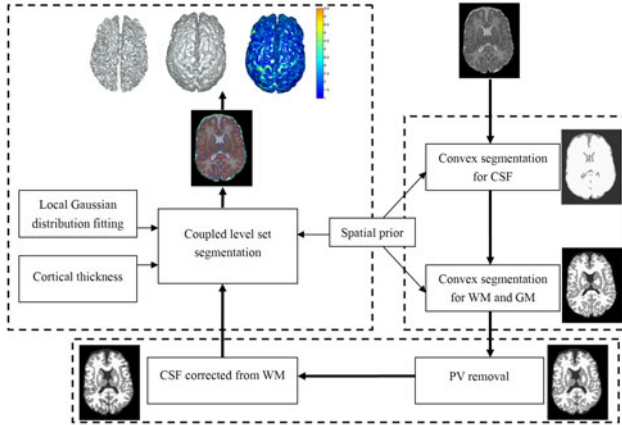 Convex segmentation
for CSF
Local Gaussian
distribution fitting
Coupled level set
segmentation
Spatial prior
Cortical thickness
Convex segmentation
for WM and GM
CSF corrected from WM
PV removal